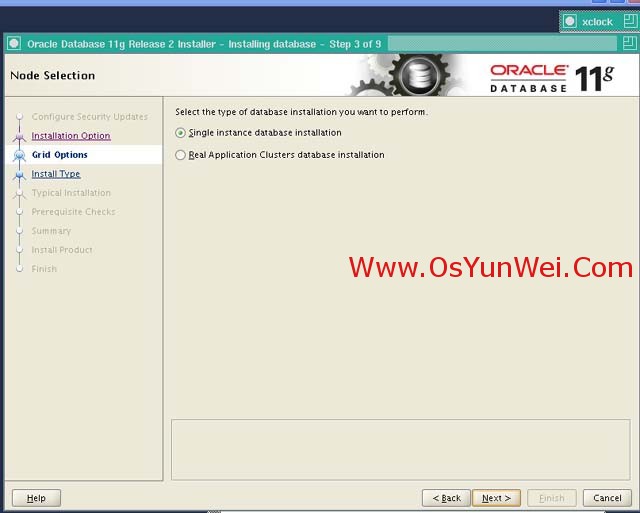 xclock
Oracle Database 11g Release 2 Installer - Installing database - Step 3 of 9
Node Selection
ORACLE
DATABASE 11g
Configure Security Updates
Installation Option
Grid Options
Install Type
Typical Installation
Prerequisite Checks
Summary
Install Product
Finish
Select the type of database installation you want to perform.
Single instance database installation
Real Application Clusters database installation
Www.OsYunWei.Com
Help
< Back
Next >
Finish
Cancel